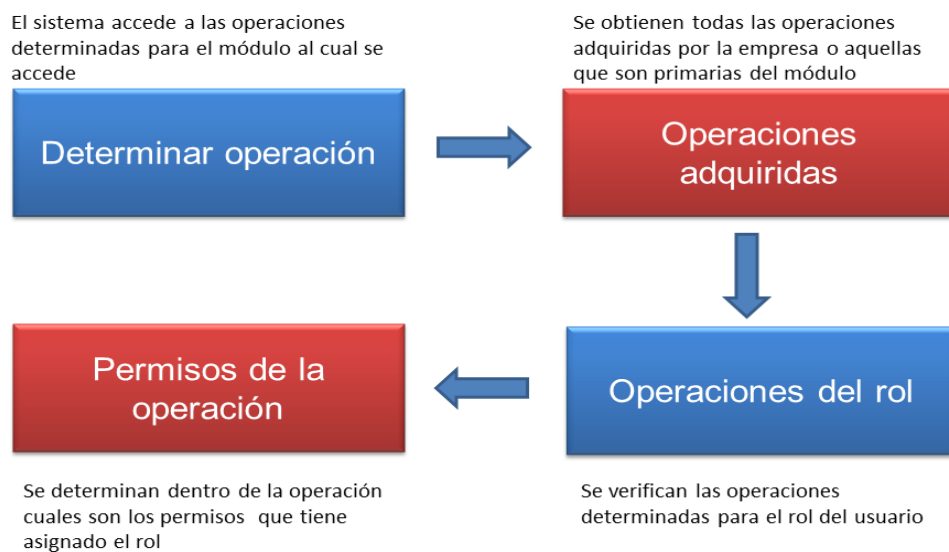 El sistema accede a las operaciones
determinadas para el módulo al cual se
accede
Determinar operación
Se obtienen todas las operaciones
adquiridas por la empresa o aquellas
que son primarias del módulo
Operaciones
adquiridas
Operaciones del rol
Se verifican las operaciones
determinadas para el rol del usuario
Permisos de la
operación
Se determinan dentro de la operación
cuales son los permisos  que tiene
asignado el rol